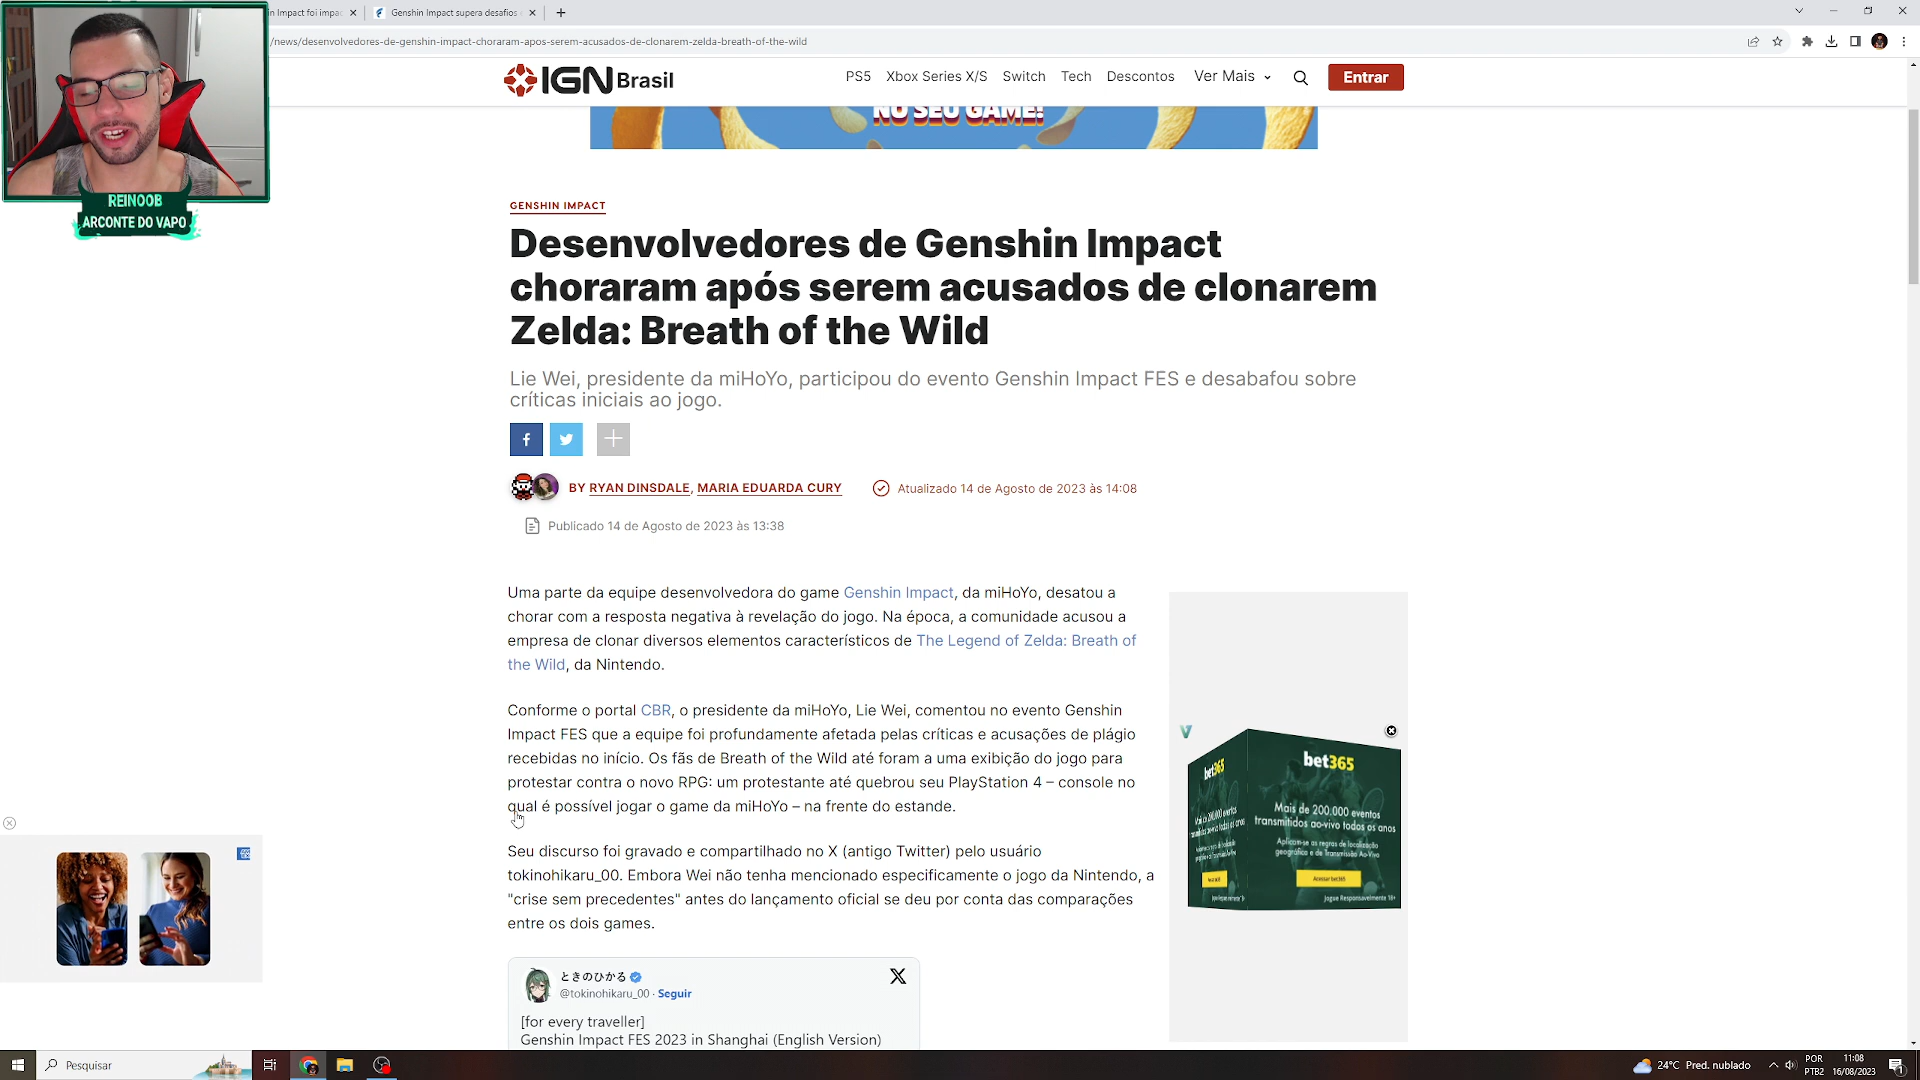 in Impact foi impac
Genshin Impact supera desafios
/news/desenvolvedores-de-genshin-impact-choraram-apos-serem-acusados-de-clonarem-zelda-breath-of-the-wild
IGN Brasil
PS5 Xbox Series X/S Switch Tech Descontos Ver Mais
Entrar
NO SEU GAME!
REINOOB
ARCONTE DO VAPO
GENSHIN IMPACT
Desenvolvedores de Genshin Impact
choraram após serem acusados de clonarem
Zelda: Breath of the Wild
Lie Wei, presidente da miHoYo, participou do evento Genshin Impact FES e desabafou sobre
críticas iniciais ao jogo.
BY RYAN DINSDALE, MARIA EDUARDA CURY
Atualizado 14 de Agosto de 2023 às 14:08
Publicado 14 de Agosto de 2023 às 13:38
Uma parte da equipe desenvolvedora do game Genshin Impact, da miHoYo, desatou a
chorar com a resposta negativa à revelação do jogo. Na época, a comunidade acusou a
empresa de clonar diversos elementos característicos de The Legend of Zelda: Breath of
the Wild, da Nintendo.
Conforme o portal CBR, o presidente da miHoYo, Lie Wei, comentou no evento Genshin
Impact FES que a equipe foi profundamente afetada pelas críticas e acusações de plágio
recebidas no início. Os fãs de Breath of the Wild até foram a uma exibição do jogo para
protestar contra o novo RPG: um protestante até quebrou seu PlayStation 4 – console no
qual é possível jogar o game da miHoYo – na frente do estande.
Seu discurso foi gravado e compartilhado no X (antigo Twitter) pelo usuário
tokinohikaru_00. Embora Wei não tenha mencionado especificamente o jogo da Nintendo, a
"crise sem precedentes" antes do lançamento oficial se deu por conta das comparações
entre os dois games.
ときのひかる
@tokinohikaru_00 · Seguir
[for every traveller]
Genshin Impact FES 2023 in Shanghai (English Version)
bet365
bet365
Mais de 200.000 eventos
transmitidos ao-vivo todos os anos
Aplicam-se as regras de localização
geográfica e de Transmissão Ao-Vivo
Acessar bet365
Jogue Responsavelmente 18+
Pesquisar
24°C Pred. nublado
POR
PTB2
11:08
16/08/2023